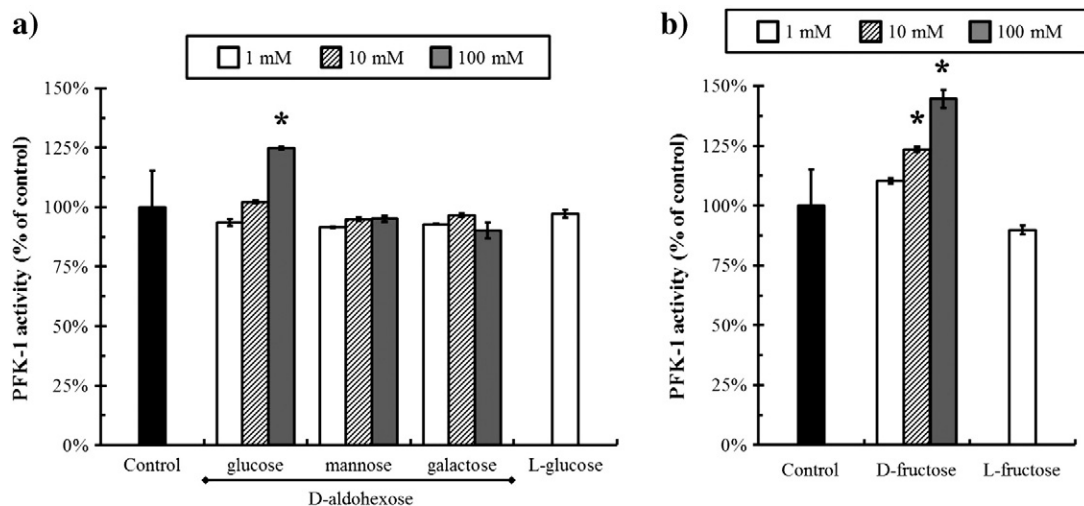 a)
1 mM 10 mM 100 mM
PFK-1 activity (% of control)
150%
125%
100%
75%
50%
25%
0%
*
Control glucose mannose galactose L-glucose
D-aldohexose
b)
1 mM 10 mM 100 mM
PFK-1 activity (% of control)
150%
125%
100%
75%
50%
25%
0%
* *
Control D-fructose L-fructose